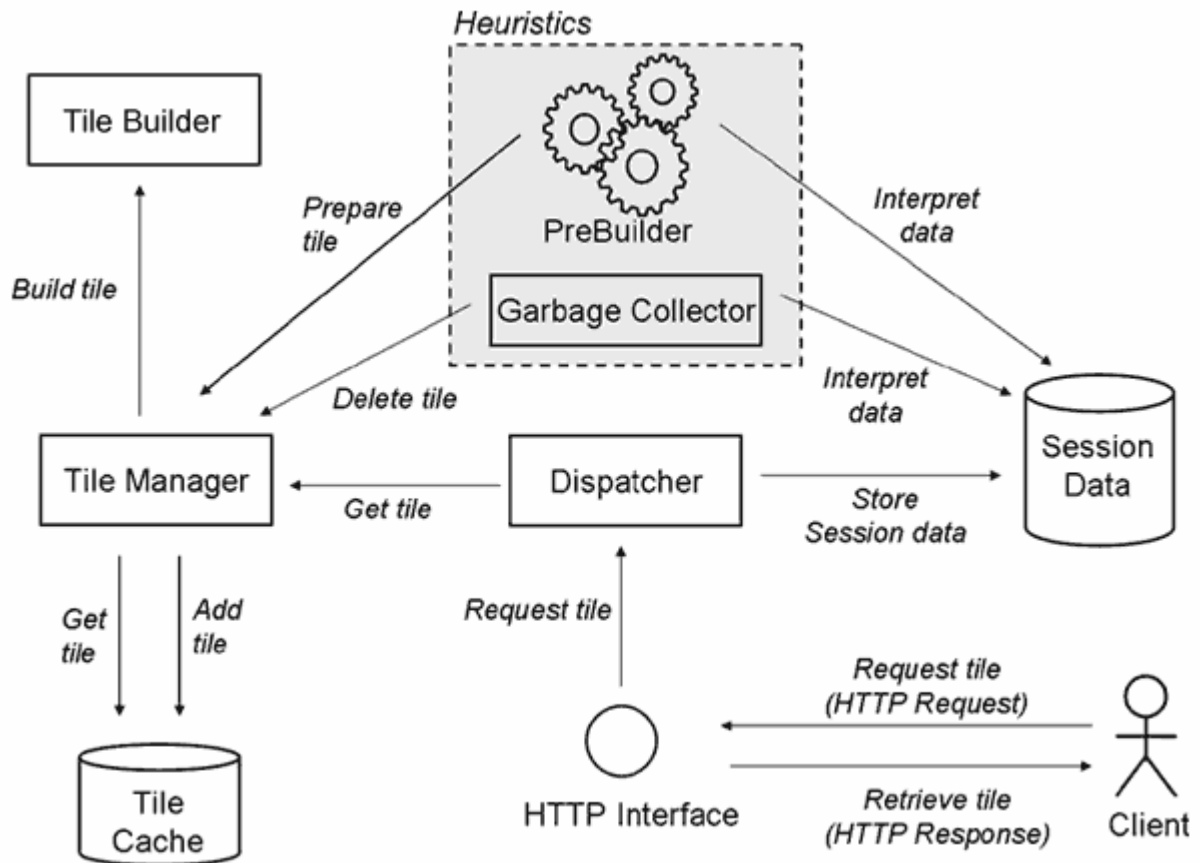 Heuristics
Tile Builder
Prepare
tile
PreBuilder
Interpret
data
Build tile
Garbage Collector
Delete tile
Interpret
data
Tile Manager
Get tile
Dispatcher
Store
Session data
Session
Data
Get
tile
Add
tile
Request tile
Request tile
(HTTP Request)
Tile
Cache
HTTP Interface
Retrieve tile
(HTTP Response)
Client